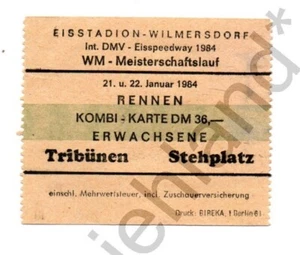 EISSTADION-WILMERSDORF
Int. DMV - Eisspeedway 1984
WM - Meisterschaftslauf
21. u. 22. Januar 1984
RENNEN
KOMBI - KARTE DM 36,—
ERWACHSENE
Tribünen Stehplatz
einschl. Mehrwertsteuer, incl. Zuschauerversicherung
Druck: EIREKA, 1 Berlin 61